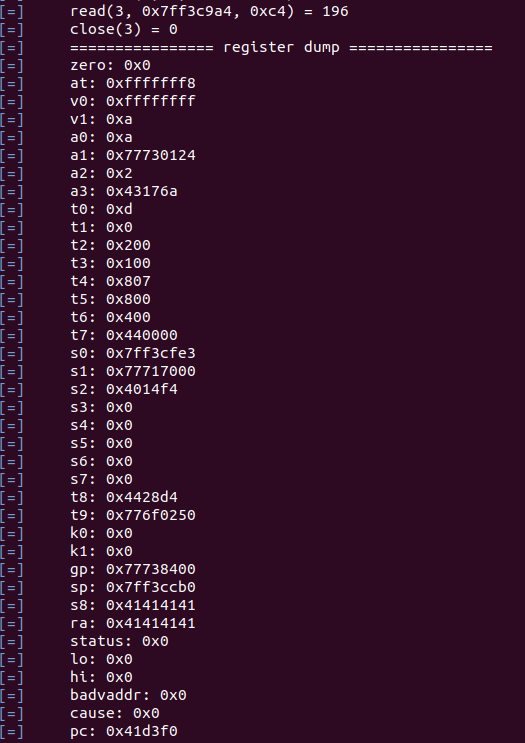 [=] read(3, 0x7ff3c9a4, 0xc4) = 196
[=] close(3) = 0
[=] ================ register dump ================
[=] zero: 0x0
[=] at: 0xfffffff8
[=] v0: 0xffffffff
[=] v1: 0xa
[=] a0: 0xa
[=] a1: 0x77730124
[=] a2: 0x2
[=] a3: 0x43176a
[=] t0: 0xd
[=] t1: 0x0
[=] t2: 0x200
[=] t3: 0x100
[=] t4: 0x807
[=] t5: 0x800
[=] t6: 0x400
[=] t7: 0x440000
[=] s0: 0x7ff3cfe3
[=] s1: 0x77717000
[=] s2: 0x4014f4
[=] s3: 0x0
[=] s4: 0x0
[=] s5: 0x0
[=] s6: 0x0
[=] s7: 0x0
[=] t8: 0x4428d4
[=] t9: 0x776f0250
[=] k0: 0x0
[=] k1: 0x0
[=] gp: 0x77738400
[=] sp: 0x7ff3ccb0
[=] s8: 0x41414141
[=] ra: 0x41414141
[=] status: 0x0
[=] lo: 0x0
[=] hi: 0x0
[=] badvaddr: 0x0
[=] cause: 0x0
[=] pc: 0x41d3f0